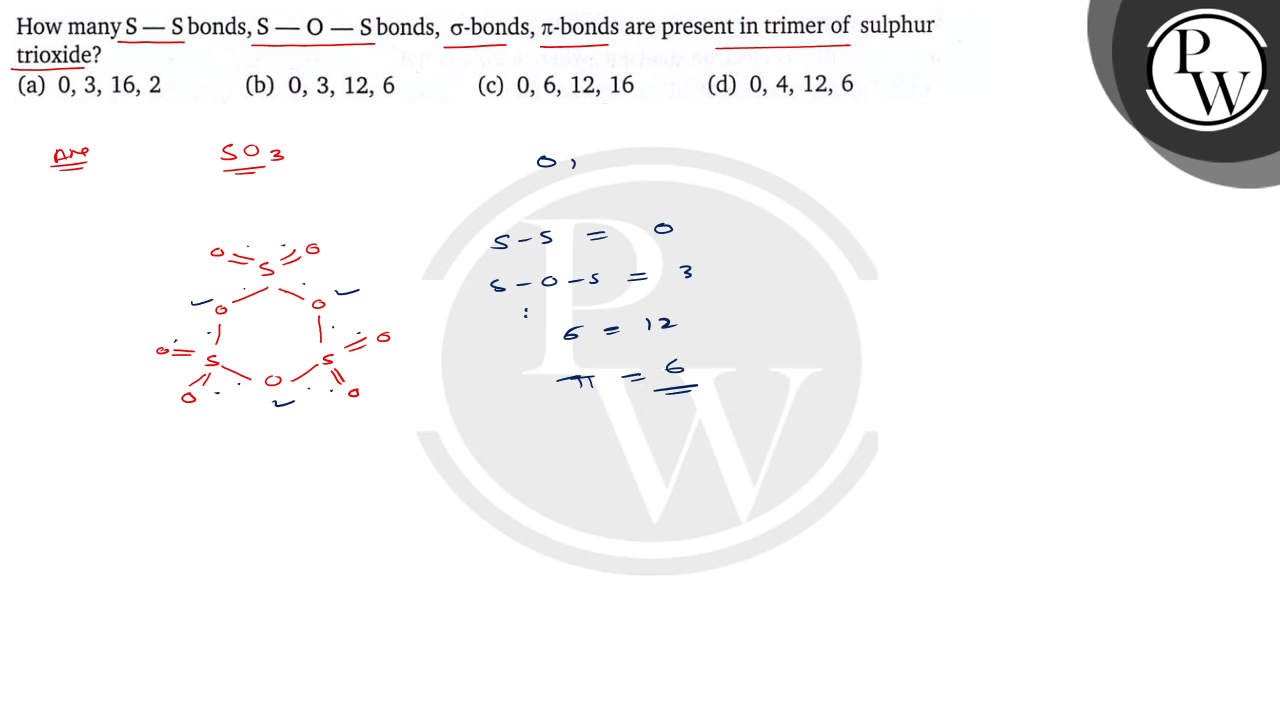 How many S — S bonds, S — O — S bonds, σ-bonds, π-bonds are present in trimer of sulphur
trioxide?
(a) 0, 3, 16, 2 (b) 0, 3, 12, 6 (c) 0, 6, 12, 16 (d) 0, 4, 12, 6
P
W
Ans SO3 0,
S-S = 0
S-O-S = 3
:
σ = 12
π = 6
O = S = O
O O
O = S S = O
O O O
P
W